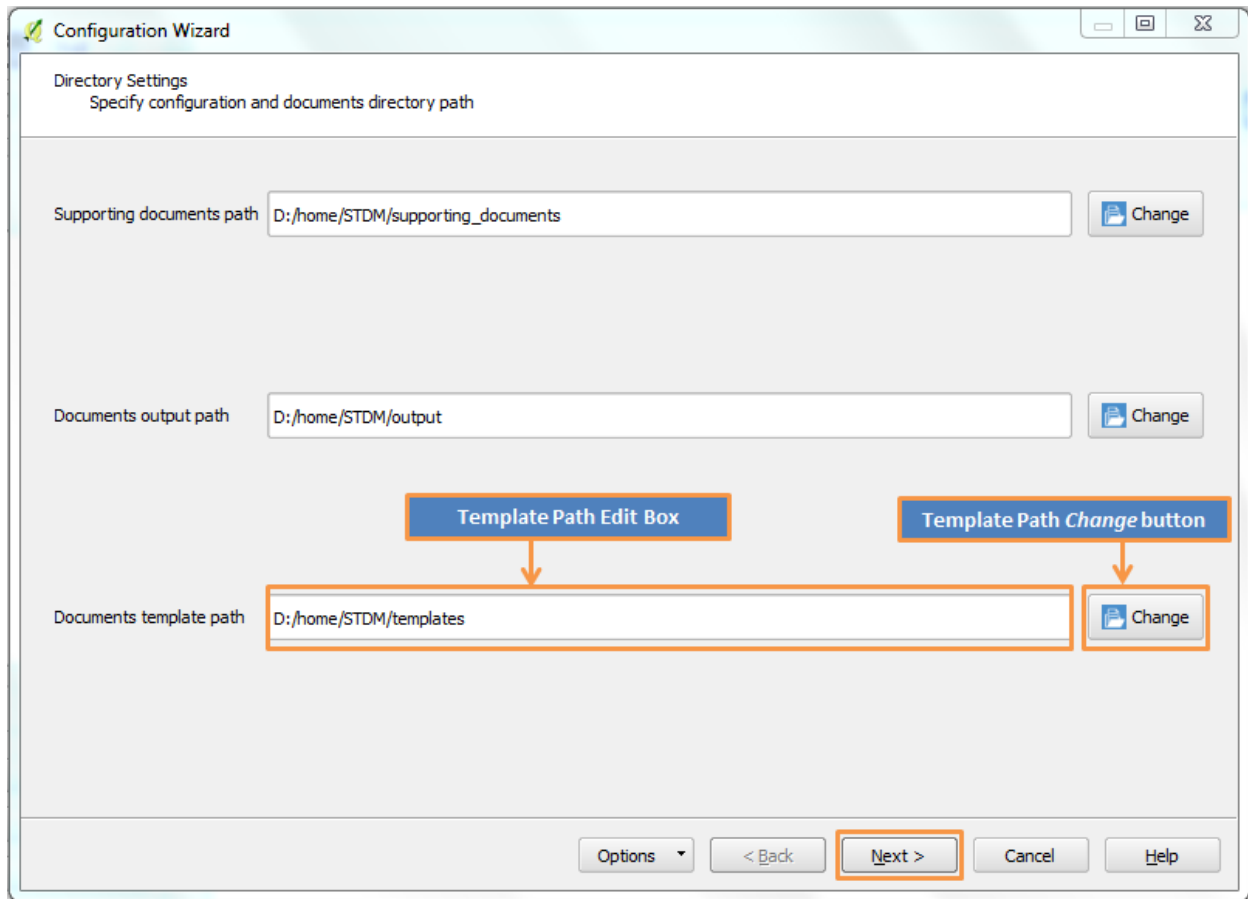 Configuration Wizard
Directory Settings
Specify configuration and documents directory path
Supporting documents path D:/home/STDM/supporting_documents Change
Documents output path D:/home/STDM/output Change
Template Path Edit Box Template Path Change button
Documents template path D:/home/STDM/templates Change
Options < Back Next > Cancel Help